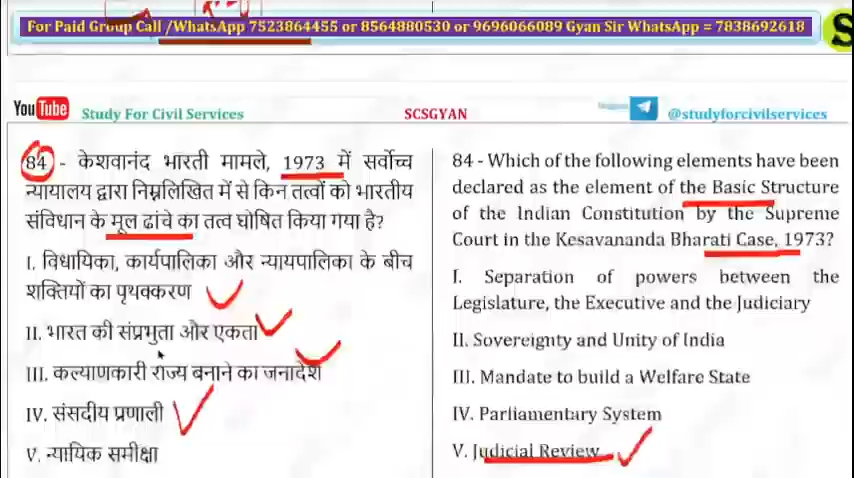 For Paid Group Call /WhatsApp 7523864455 or 8564880530 or 9696066089 Gyan Sir WhatsApp = 7838692618
S
YouTube Study For Civil Services SCSGYAN @studyforcivilservices
84 - केशवानंद भारती मामले, 1973 में सर्वोच्च
न्यायालय द्वारा निम्नलिखित में से किन तत्वों को भारतीय
संविधान के मूल ढांचे का तत्व घोषित किया गया है?
I. विधायिका, कार्यपालिका और न्यायपालिका के बीच
शक्तियों का पृथक्करण
II. भारत की संप्रभुता और एकता
III. कल्याणकारी राज्य बनाने का जनादेश
IV. संसदीय प्रणाली
V. न्यायिक समीक्षा
84 - Which of the following elements have been
declared as the element of the Basic Structure
of the Indian Constitution by the Supreme
Court in the Kesavananda Bharati Case, 1973?
I. Separation of powers between the
Legislature, the Executive and the Judiciary
II. Sovereignty and Unity of India
III. Mandate to build a Welfare State
IV. Parliamentary System
V. Judicial Review